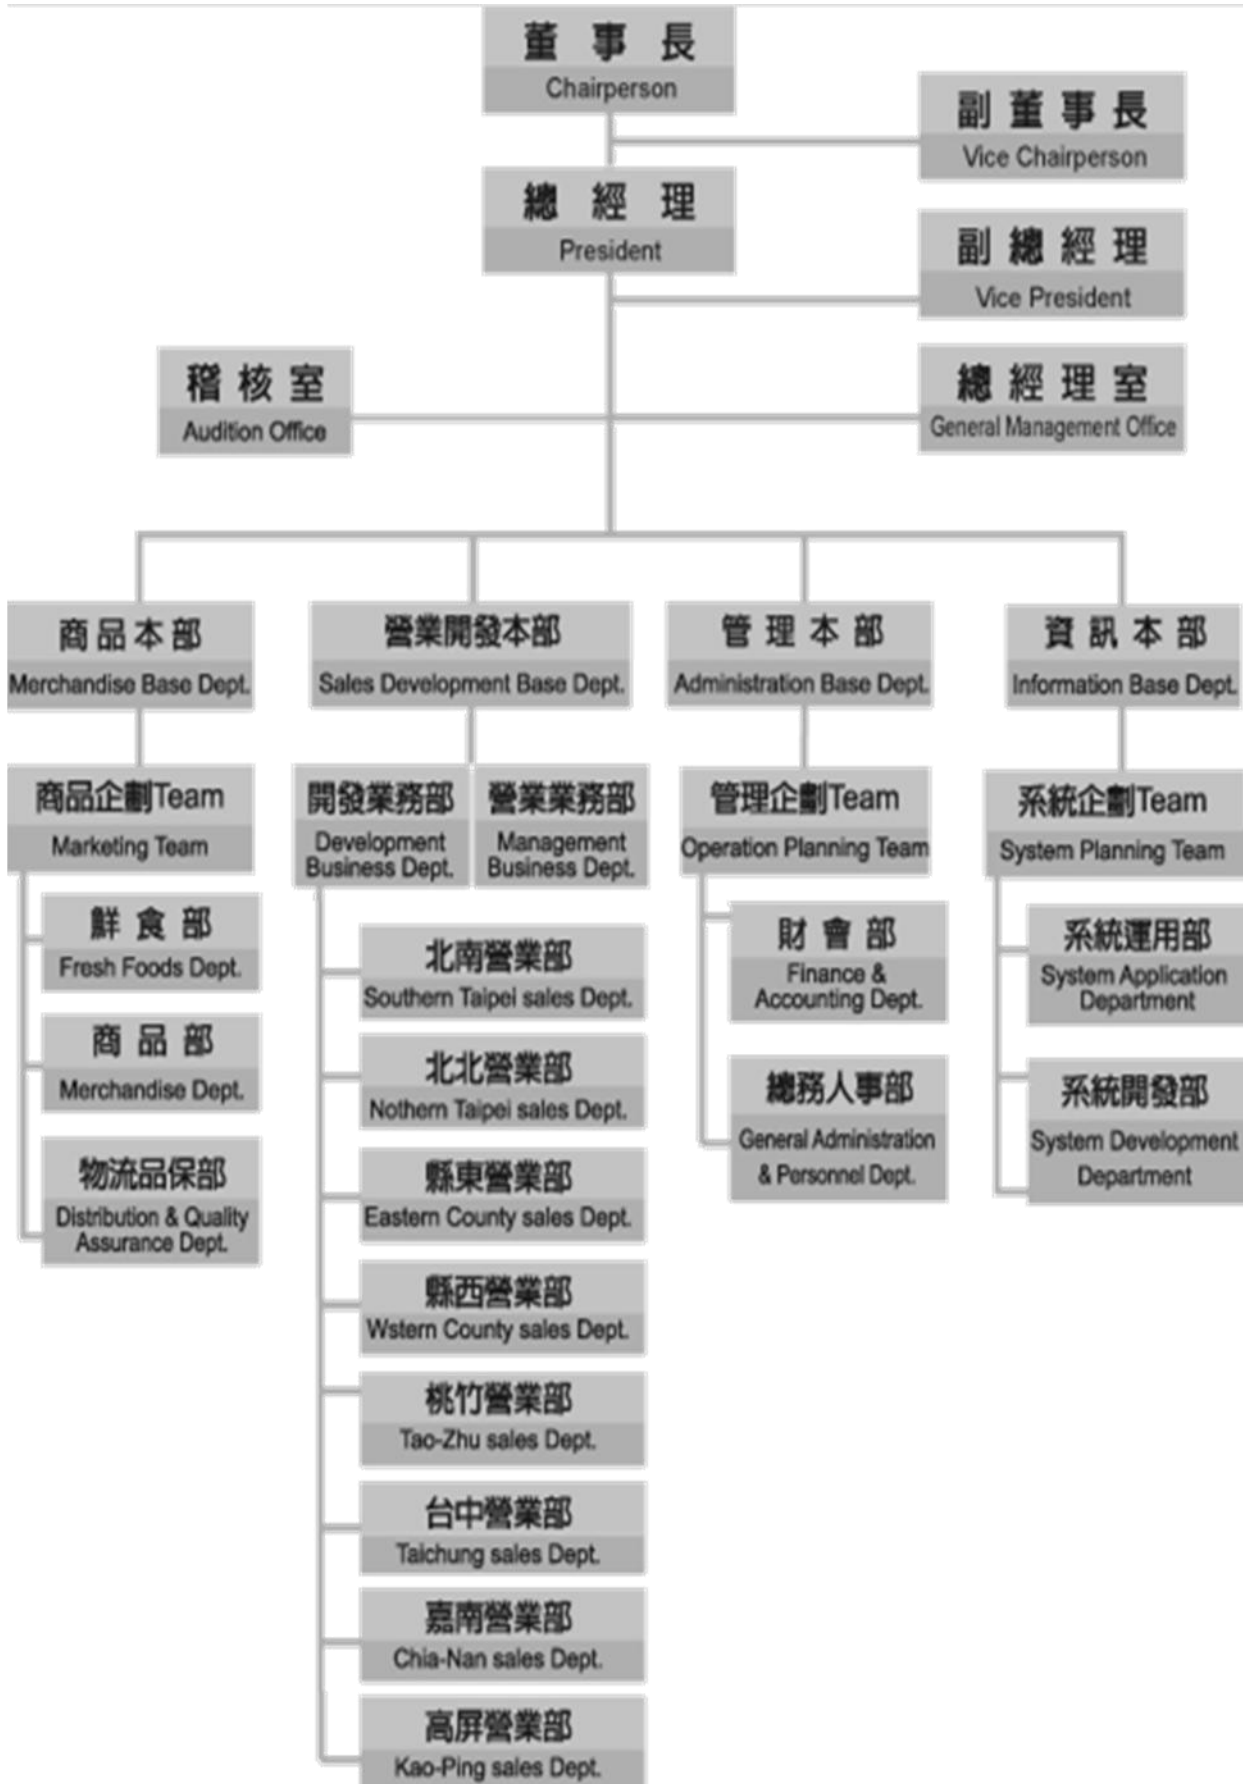 董事長
Chairperson
副董事長
Vice Chairperson
總經理
President
副總經理
Vice President
稽核室
Audition Office
總經理室
General Management Office
商品本部
Merchandise Base Dept.
營業開發本部
Sales Development Base Dept.
管理本部
Administration Base Dept.
資訊本部
Information Base Dept.
商品企劃Team
Marketing Team
鮮食部
Fresh Foods Dept.
商品部
Merchandise Dept.
物流品保部
Distribution & Quality
Assurance Dept.
開發業務部
Development
Business Dept.
營業業務部
Management
Business Dept.
北南營業部
Southern Taipei sales Dept.
北北營業部
Nothern Taipei sales Dept.
縣東營業部
Eastern County sales Dept.
縣西營業部
Wstern County sales Dept.
桃竹營業部
Tao-Zhu sales Dept.
台中營業部
Taichung sales Dept.
嘉南營業部
Chia-Nan sales Dept.
高屏營業部
Kao-Ping sales Dept.
管理企劃Team
Operation Planning Team
財會部
Finance &
Accounting Dept.
總務人事部
General Administration
& Personnel Dept.
系統企劃Team
System Planning Team
系統運用部
System Application
Department
系統開發部
System Development
Department